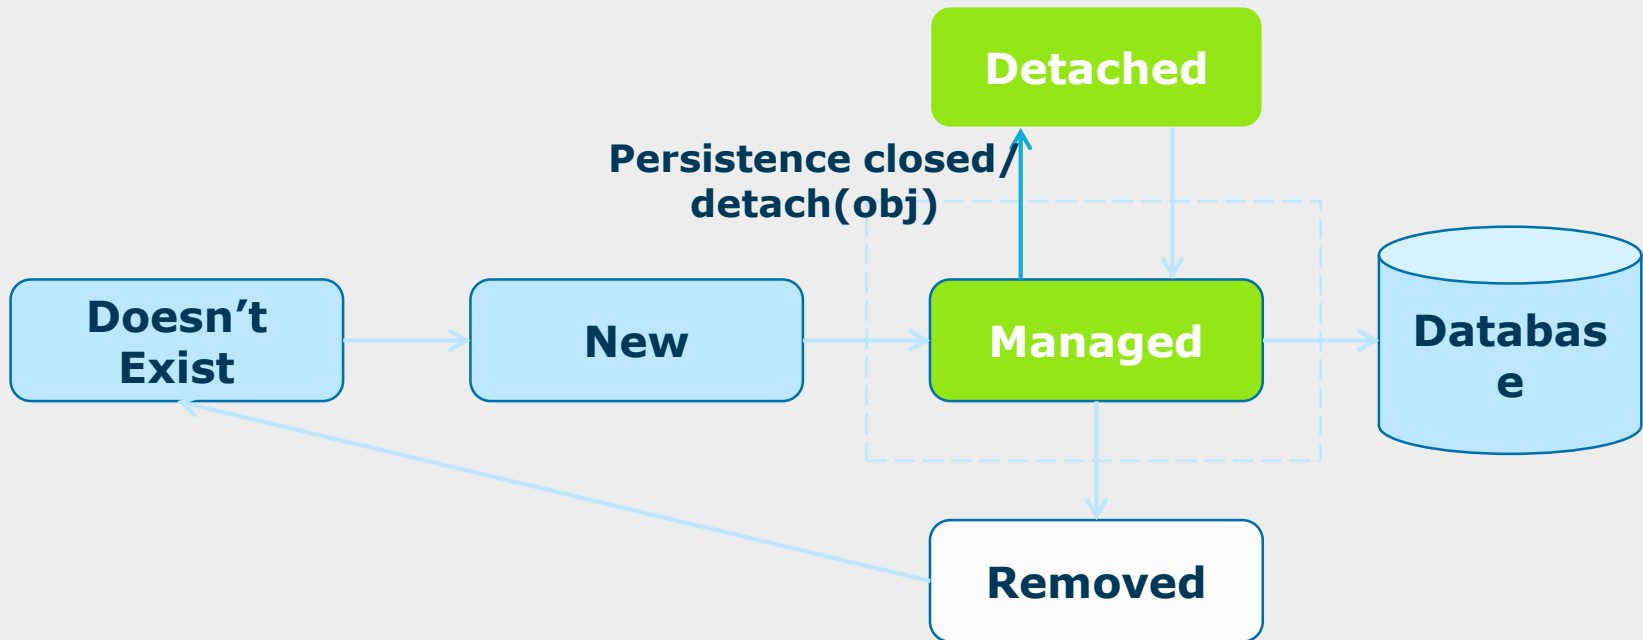 Detached
Persistence closed/
detach(obj)
Doesn’t
Exist
New
Managed
Databas
e
Removed